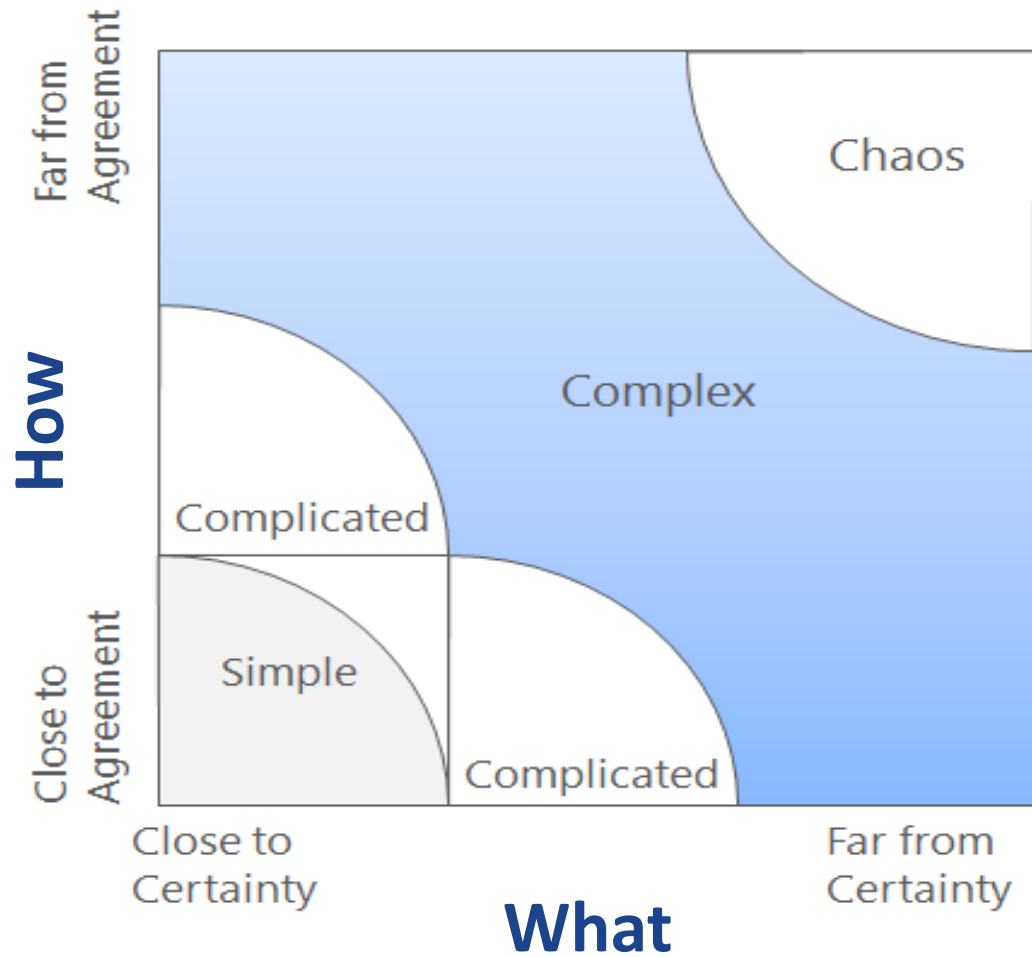 Far from
Agreement
Chaos
How
Complex
Complicated
Close to
Agreement
Simple
Complicated
Close to
Certainty
Far from
Certainty
What